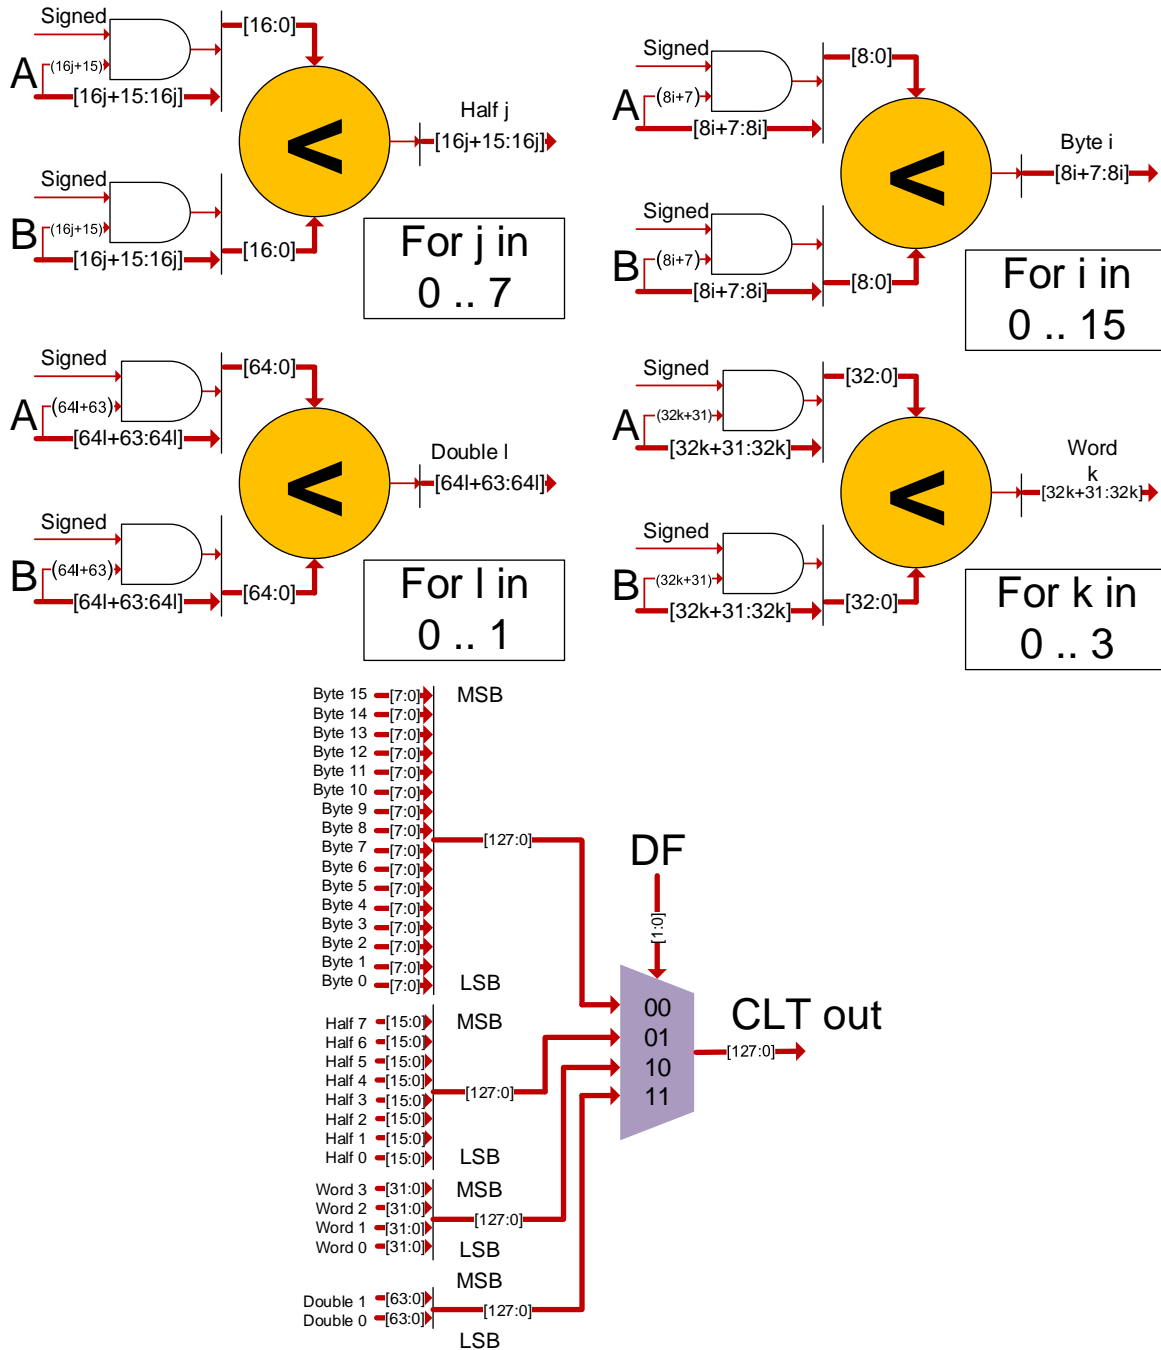 Signed
(16j+15)
A
[16j+15:16j]
[16:0]
Signed
(16j+15)
B
[16j+15:16j]
[16:0]
<
Half j
[16j+15:16j]
For j in
0 .. 7
Signed
(8i+7)
A
[8i+7:8i]
[8:0]
Signed
(8i+7)
B
[8i+7:8i]
[8:0]
<
Byte i
[8i+7:8i]
For i in
0 .. 15
Signed
(64l+63)
A
[64l+63:64l]
[64:0]
Signed
(64l+63)
B
[64l+63:64l]
[64:0]
<
Double l
[64l+63:64l]
For l in
0 .. 1
Signed
(32k+31)
A
[32k+31:32k]
[32:0]
Signed
(32k+31)
B
[32k+31:32k]
[32:0]
<
Word
k
[32k+31:32k]
For k in
0 .. 3
Byte 15 [7:0] MSB
Byte 14 [7:0]
Byte 13 [7:0]
Byte 12 [7:0]
Byte 11 [7:0]
Byte 10 [7:0]
Byte 9 [7:0]
Byte 8 [7:0]
Byte 7 [7:0]
Byte 6 [7:0]
Byte 5 [7:0]
Byte 4 [7:0]
Byte 3 [7:0]
Byte 2 [7:0]
Byte 1 [7:0]
Byte 0 [7:0] LSB
[127:0]
Half 7 [15:0] MSB
Half 6 [15:0]
Half 5 [15:0]
Half 4 [15:0]
Half 3 [15:0]
Half 2 [15:0]
Half 1 [15:0]
Half 0 [15:0] LSB
[127:0]
Word 3 [31:0] MSB
Word 2 [31:0]
Word 1 [31:0]
Word 0 [31:0] LSB
[127:0]
MSB
Double 1 [63:0]
Double 0 [63:0]
LSB
[127:0]
DF
[1:0]
00
01
10
11
CLT out
[127:0]